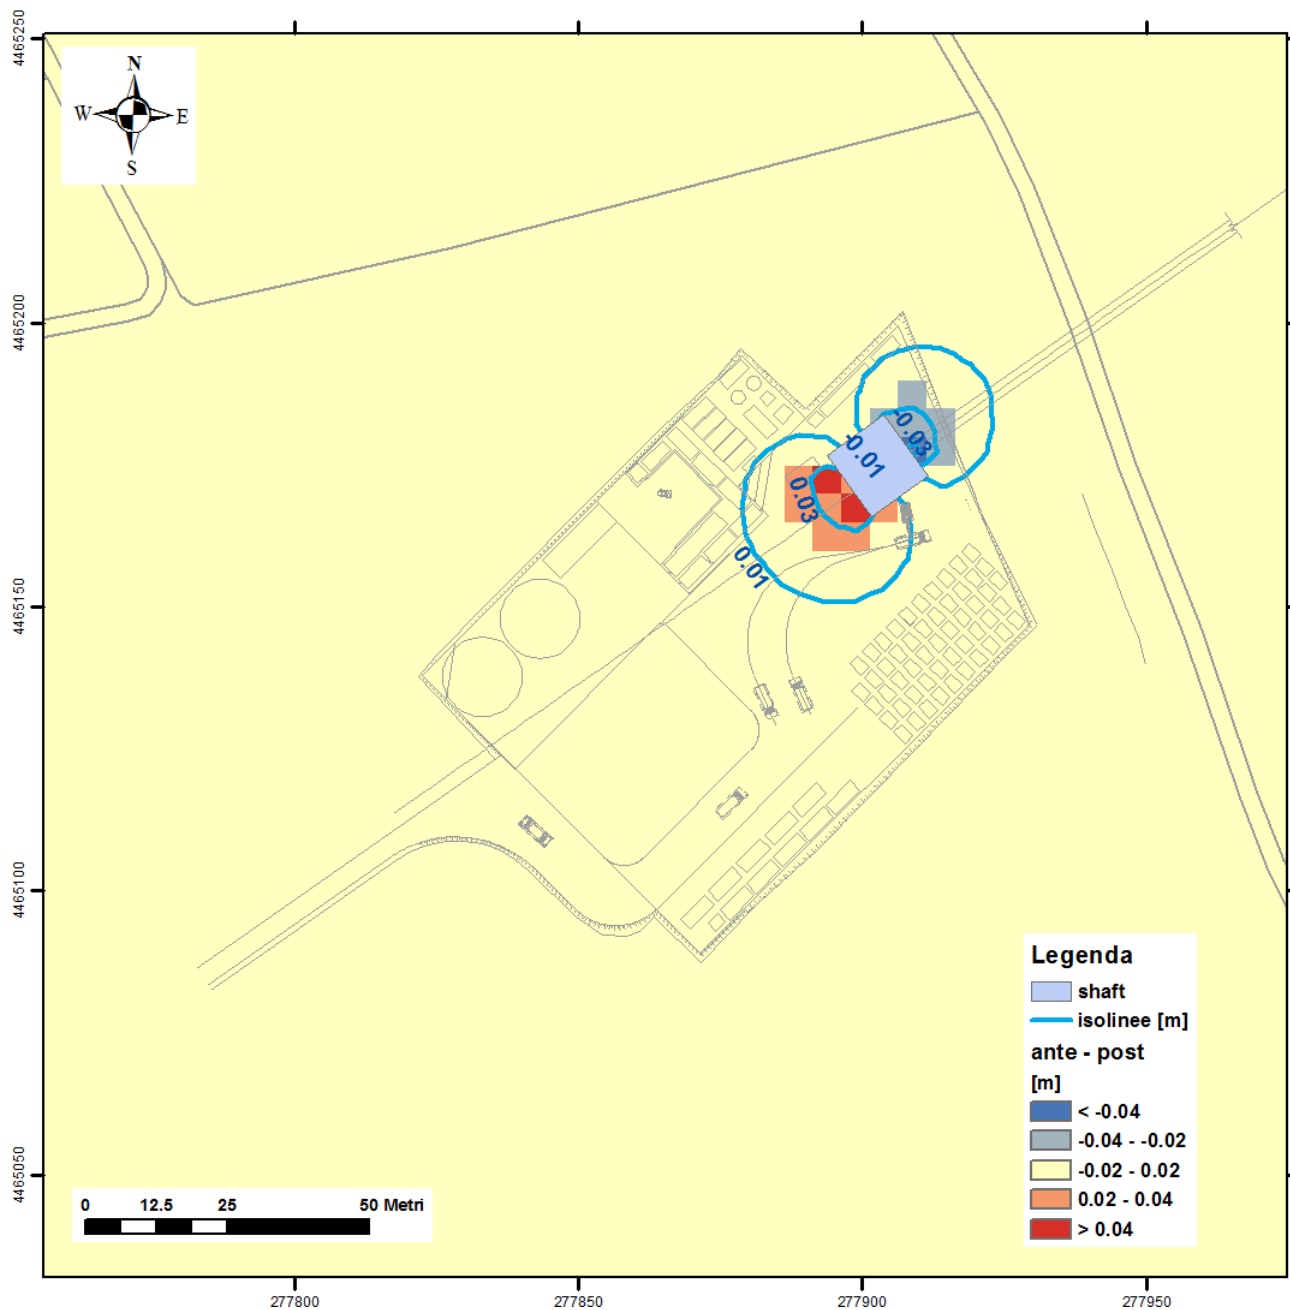 4465250
N
W E
S
4465200
-0.03
-0.01
0.03
0.01
4465150
4465100
Legenda
shaft
isolinee [m]
ante - post
[m]
< -0.04
-0.04 - -0.02
-0.02 - 0.02
0.02 - 0.04
> 0.04
4465050
0 12.5 25 50 Metri
277800 277850 277900 277950